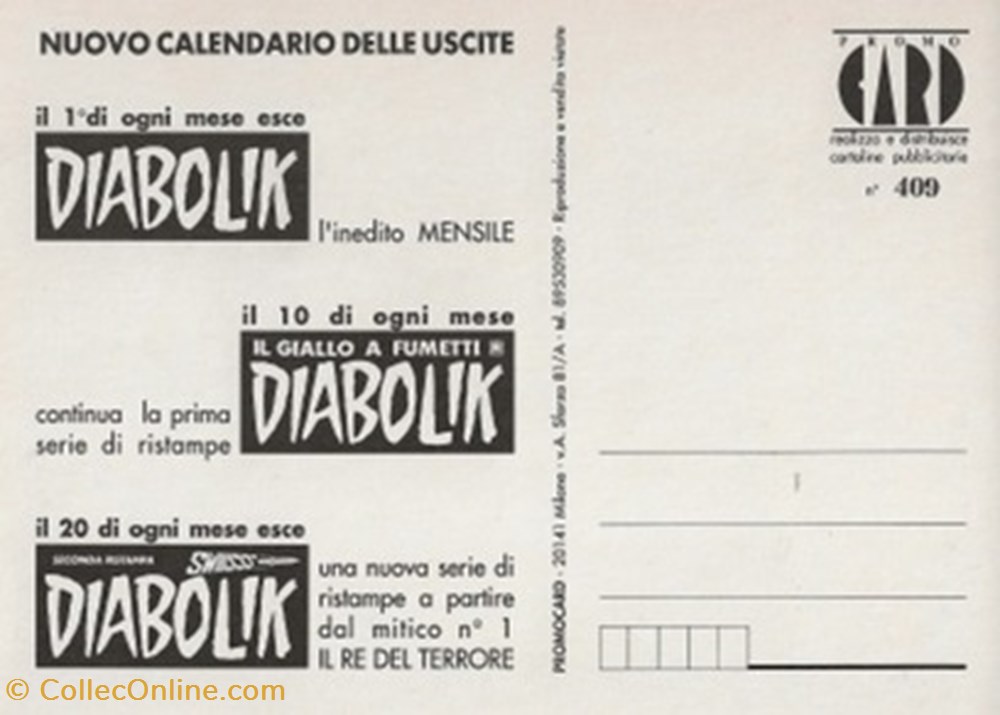 NUOVO CALENDARIO DELLE USCITE
il 1° di ogni mese esce
DIABOLIK
l'inedito MENSILE
il 10 di ogni mese
IL GIALLO A FUMETTI
DIABOLIK
continua la prima
serie di ristampe
il 20 di ogni mese esce
SECONDA RISTAMPA SWIISSS
DIABOLIK
una nuova serie di
ristampe a partire
dal mitico n° 1
IL RE DEL TERRORE
PROMOCARD · 20141 Milano · v.A. Sforza 81/A · tel. 89530909 · Riproduzione e vendita vietate
PROMO
CARD
realizza e distribuisce
cartoline pubblicitarie
n° 409
© CollecOnline.com